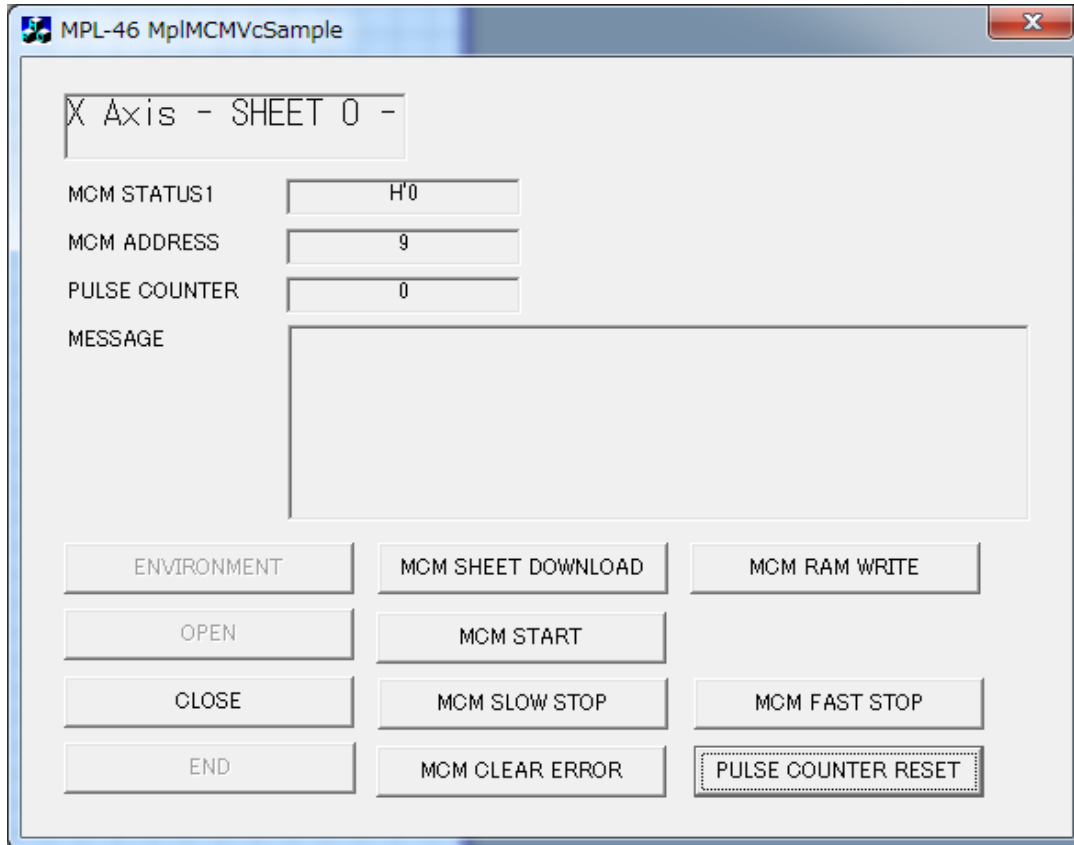 MPL-46 MplMCMVcSample
X Axis - SHEET 0 -
MCM STATUS1 H'0
MCM ADDRESS 9
PULSE COUNTER 0
MESSAGE
ENVIRONMENT MCM SHEET DOWNLOAD MCM RAM WRITE
OPEN MCM START
CLOSE MCM SLOW STOP MCM FAST STOP
END MCM CLEAR ERROR PULSE COUNTER RESET